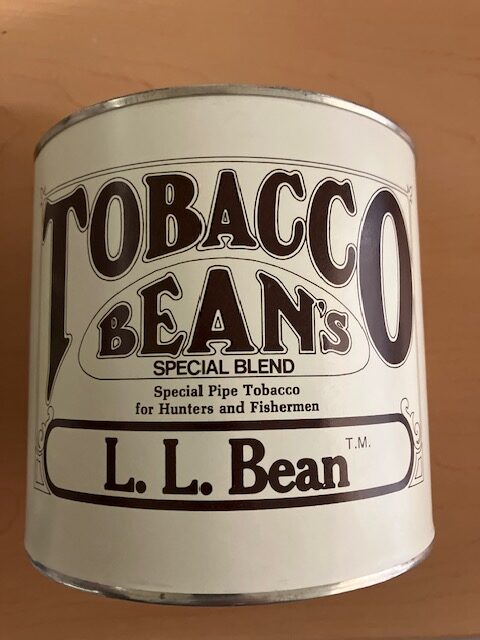 TOBACCO
BEAN's
SPECIAL BLEND
Special Pipe Tobacco
for Hunters and Fishermen
L. L. Bean T.M.